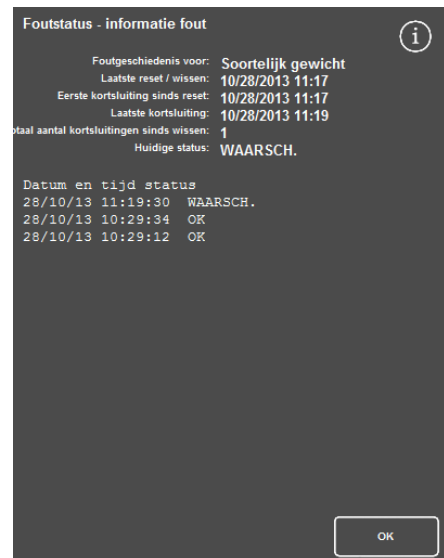 Foutstatus - informatie fout
i
Foutgeschiedenis voor: Soortelijk gewicht
Laatste reset / wissen: 10/28/2013 11:17
Eerste kortsluiting sinds reset: 10/28/2013 11:17
Laatste kortsluiting: 10/28/2013 11:19
otaal aantal kortsluitingen sinds wissen: 1
Huidige status: WAARSCH.
Datum en tijd status
28/10/13 11:19:30 WAARSCH.
28/10/13 10:29:34 OK
28/10/13 10:29:12 OK
OK